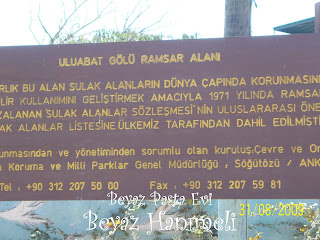 ULUABAT GÖLÜ RAMSAR ALANI
RLIK BU ALAN SULAK ALANLARIN DÜNYA ÇAPINDA KORUNMASIN
LİR KULLANIMINI GELİŞTİRMEK AMACIYLA 1971 YILINDA RAMSA
ZALANAN 'SULAK ALANLAR SÖZLEŞMESİ'NİN ULUSLARARASI ÖNE
AK ALANLAR LİSTESİNE ÜLKEMİZ TARAFINDAN DAHİL EDİLMİŞTİ
unmasından ve yönetiminden sorumlu olan kuruluş:Çevre ve Or
a Koruma ve Milli Parklar Genel Müdürlüğü , Söğütözü / ANK
Tel : +90 312 207 50 00 Fax : +90 312 207 59 81
Beyaz Pasta Evi
Beyaz Hanımeli
31/08/2009